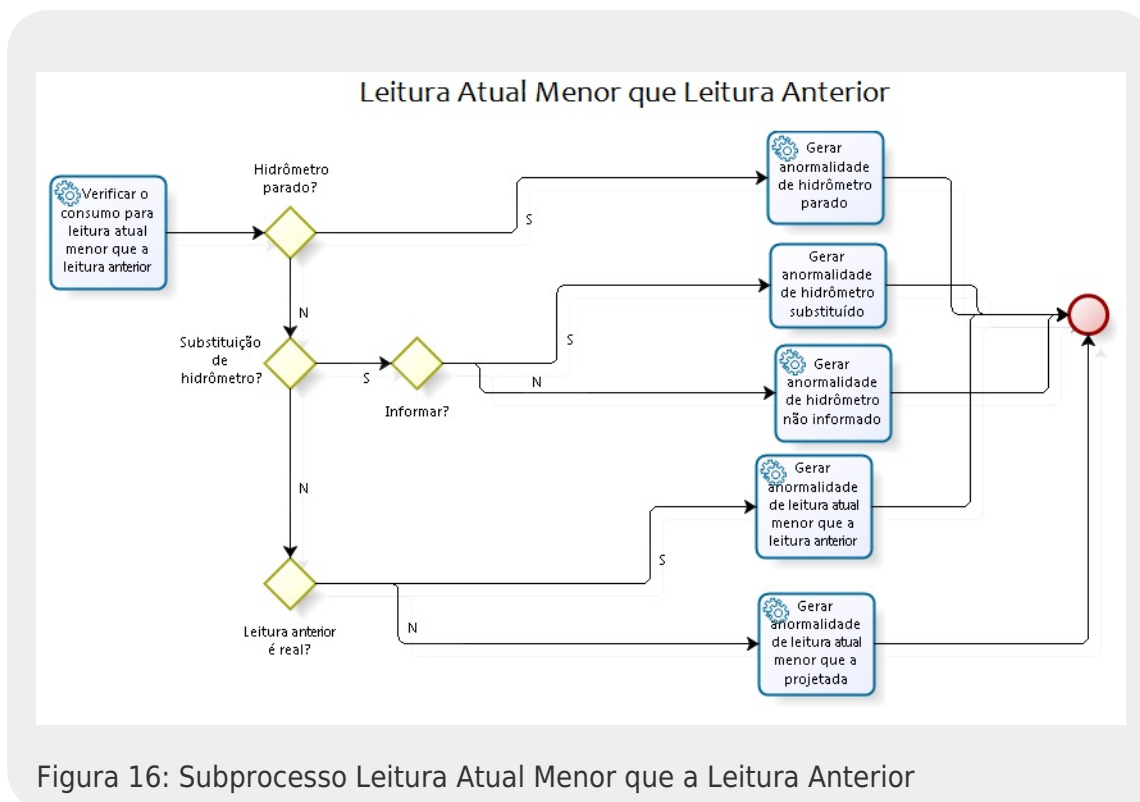 Leitura Atual Menor que Leitura Anterior
Verificar o
consumo para
leitura atual
menor que a
leitura anterior
Hidrômetro
parado?
S
N
Gerar
anormalidade
de hidrômetro
parado
Substituição
de
hidrômetro?
S
Informar?
S
N
Gerar
anormalidade
de hidrômetro
substituído
Gerar
anormalidade
de hidrômetro
não informado
N
Leitura anterior
é real?
S
N
Gerar
anormalidade
de leitura atual
menor que a
leitura anterior
Gerar
anormalidade
de leitura atual
menor que a
projetada
Figura 16: Subprocesso Leitura Atual Menor que a Leitura Anterior